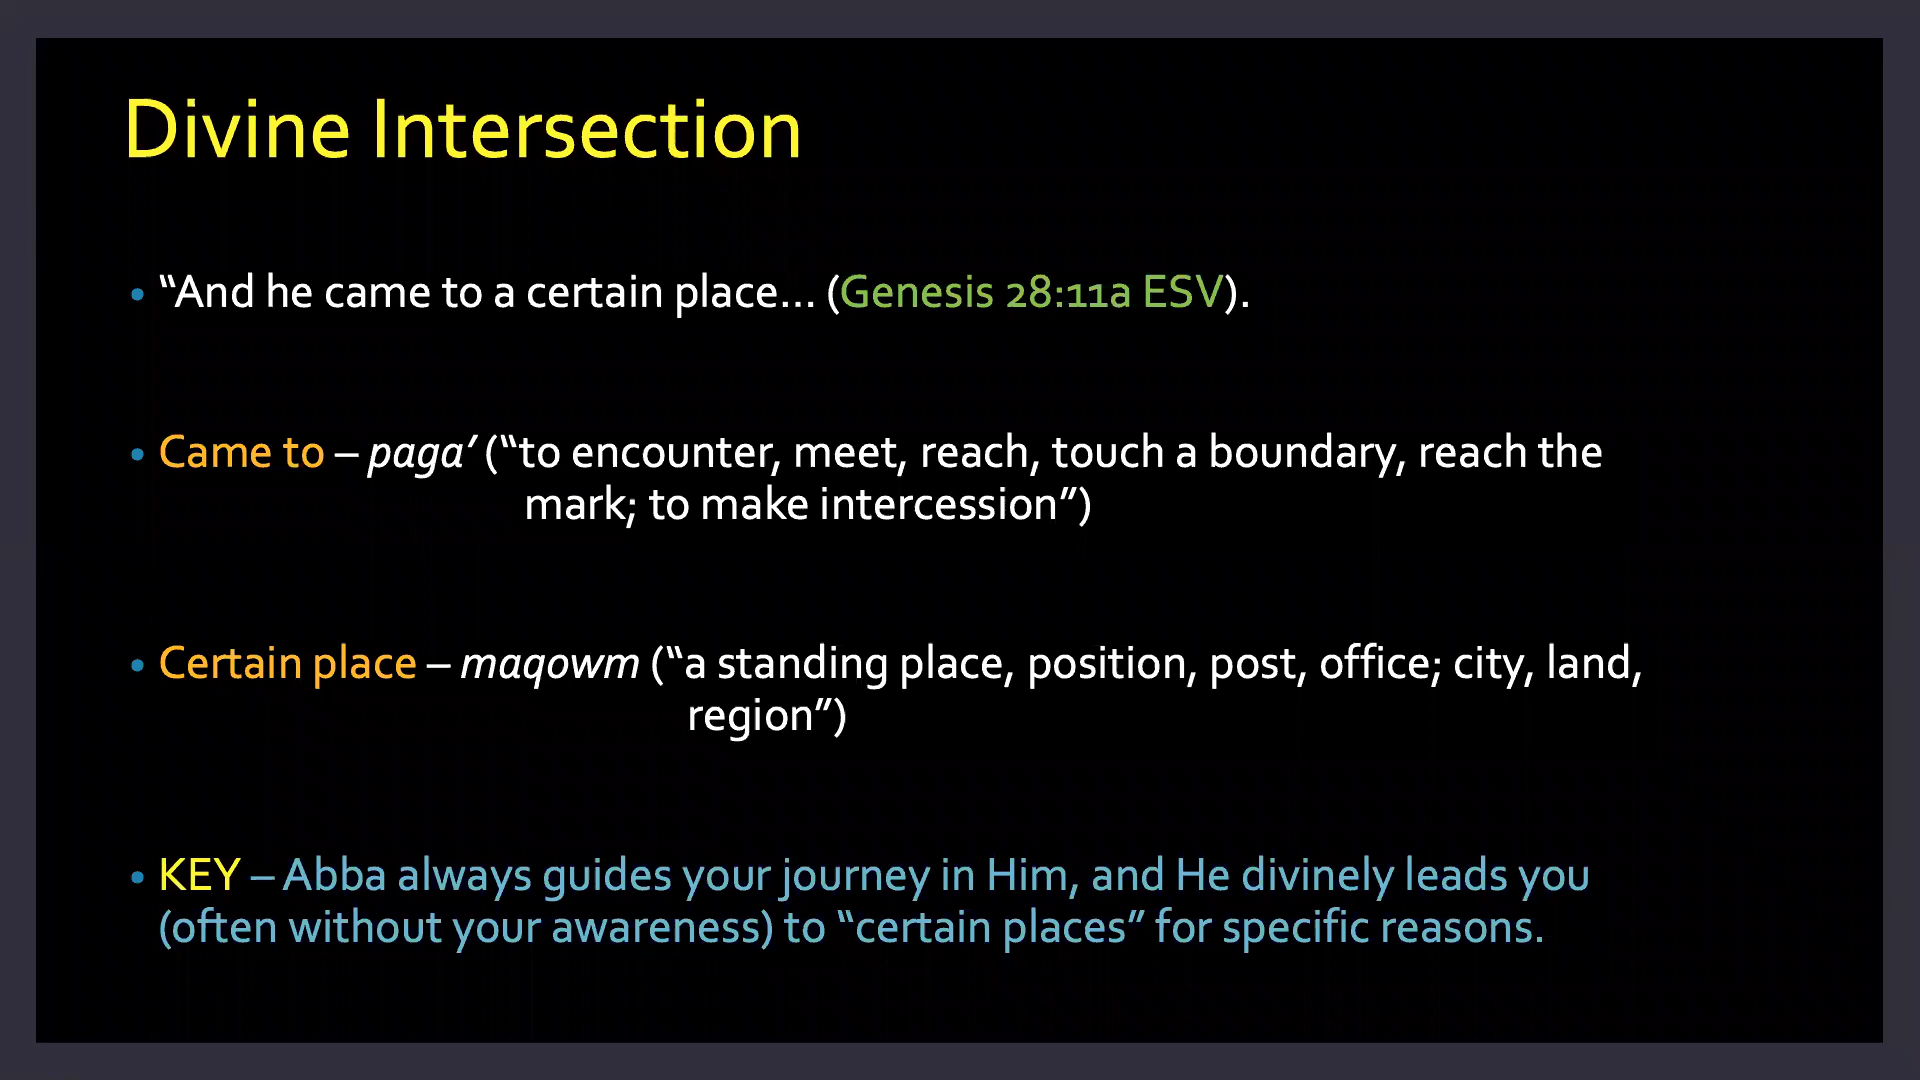 Divine Intersection
• “And he came to a certain place… (Genesis 28:11a ESV).
• Came to – paga’ (“to encounter, meet, reach, touch a boundary, reach the
mark; to make intercession”)
• Certain place – maqowm (“a standing place, position, post, office; city, land,
region”)
• KEY – Abba always guides your journey in Him, and He divinely leads you
(often without your awareness) to “certain places” for specific reasons.